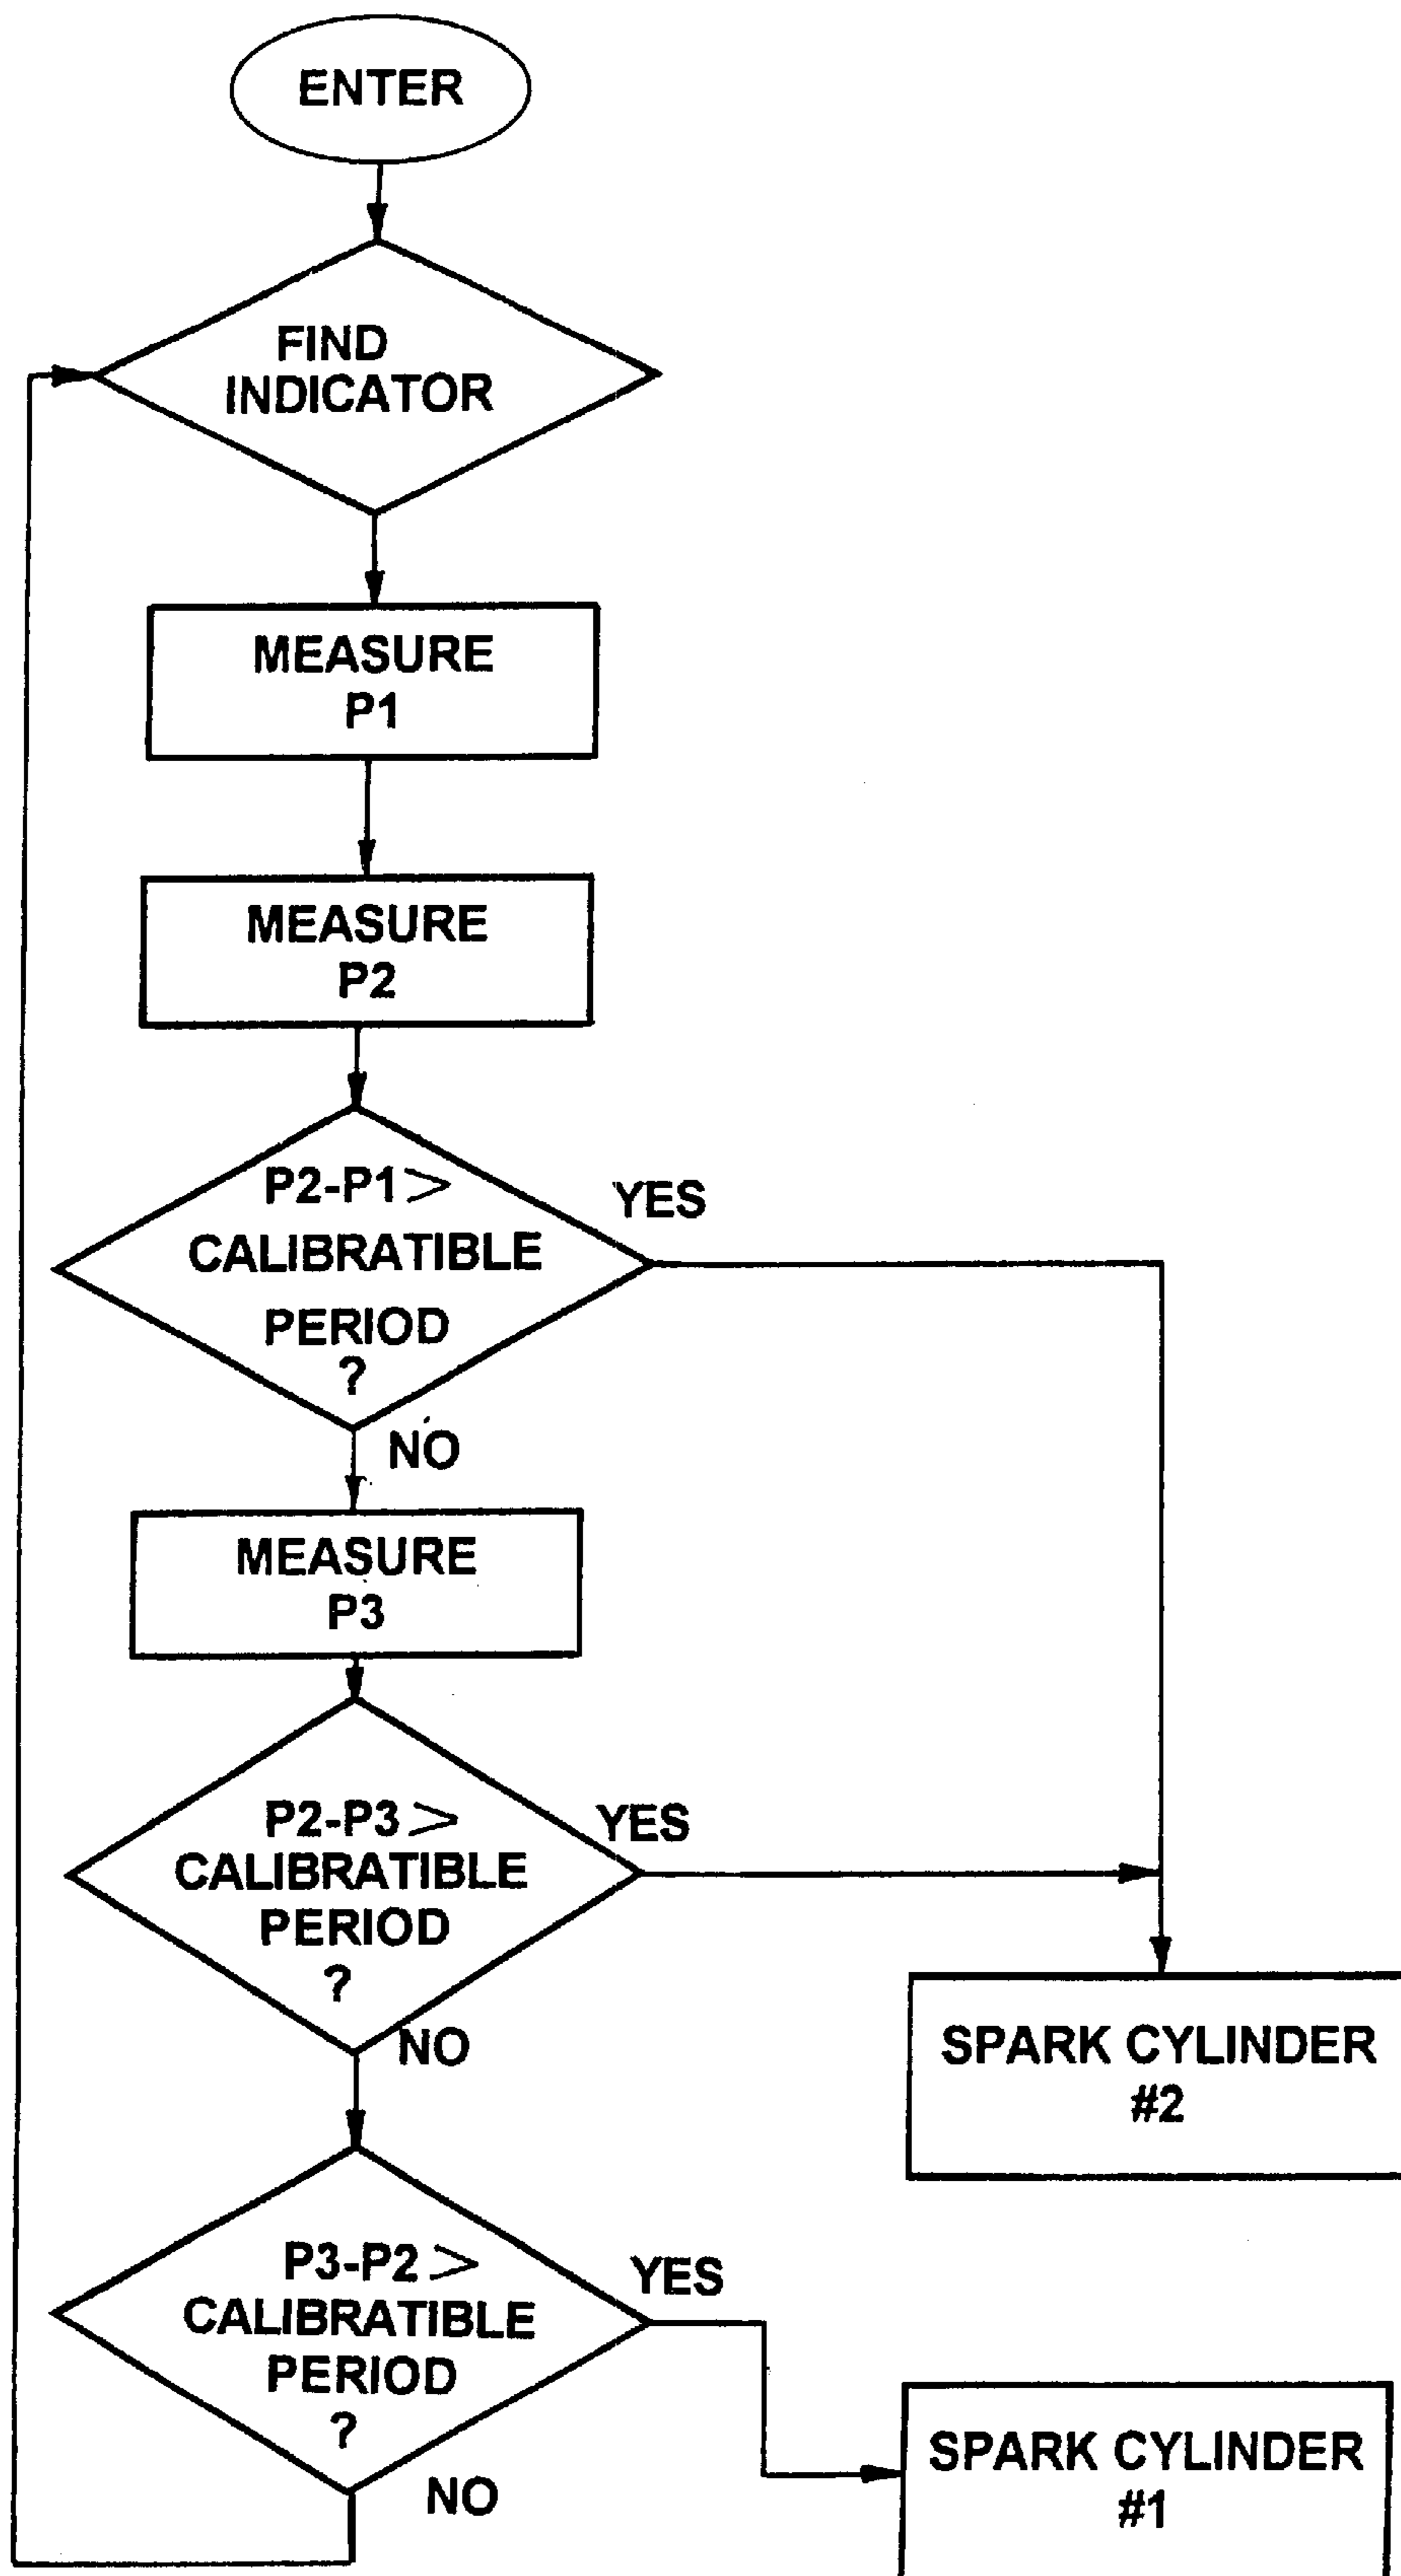 ENTER
FIND
INDICATOR
MEASURE
P1
MEASURE
P2
P2-P1 >
CALIBRATIBLE
PERIOD
?
YES
NO
MEASURE
P3
P2-P3 >
CALIBRATIBLE
PERIOD
?
YES
NO
SPARK CYLINDER
#2
P3-P2 >
CALIBRATIBLE
PERIOD
?
YES
NO
SPARK CYLINDER
#1